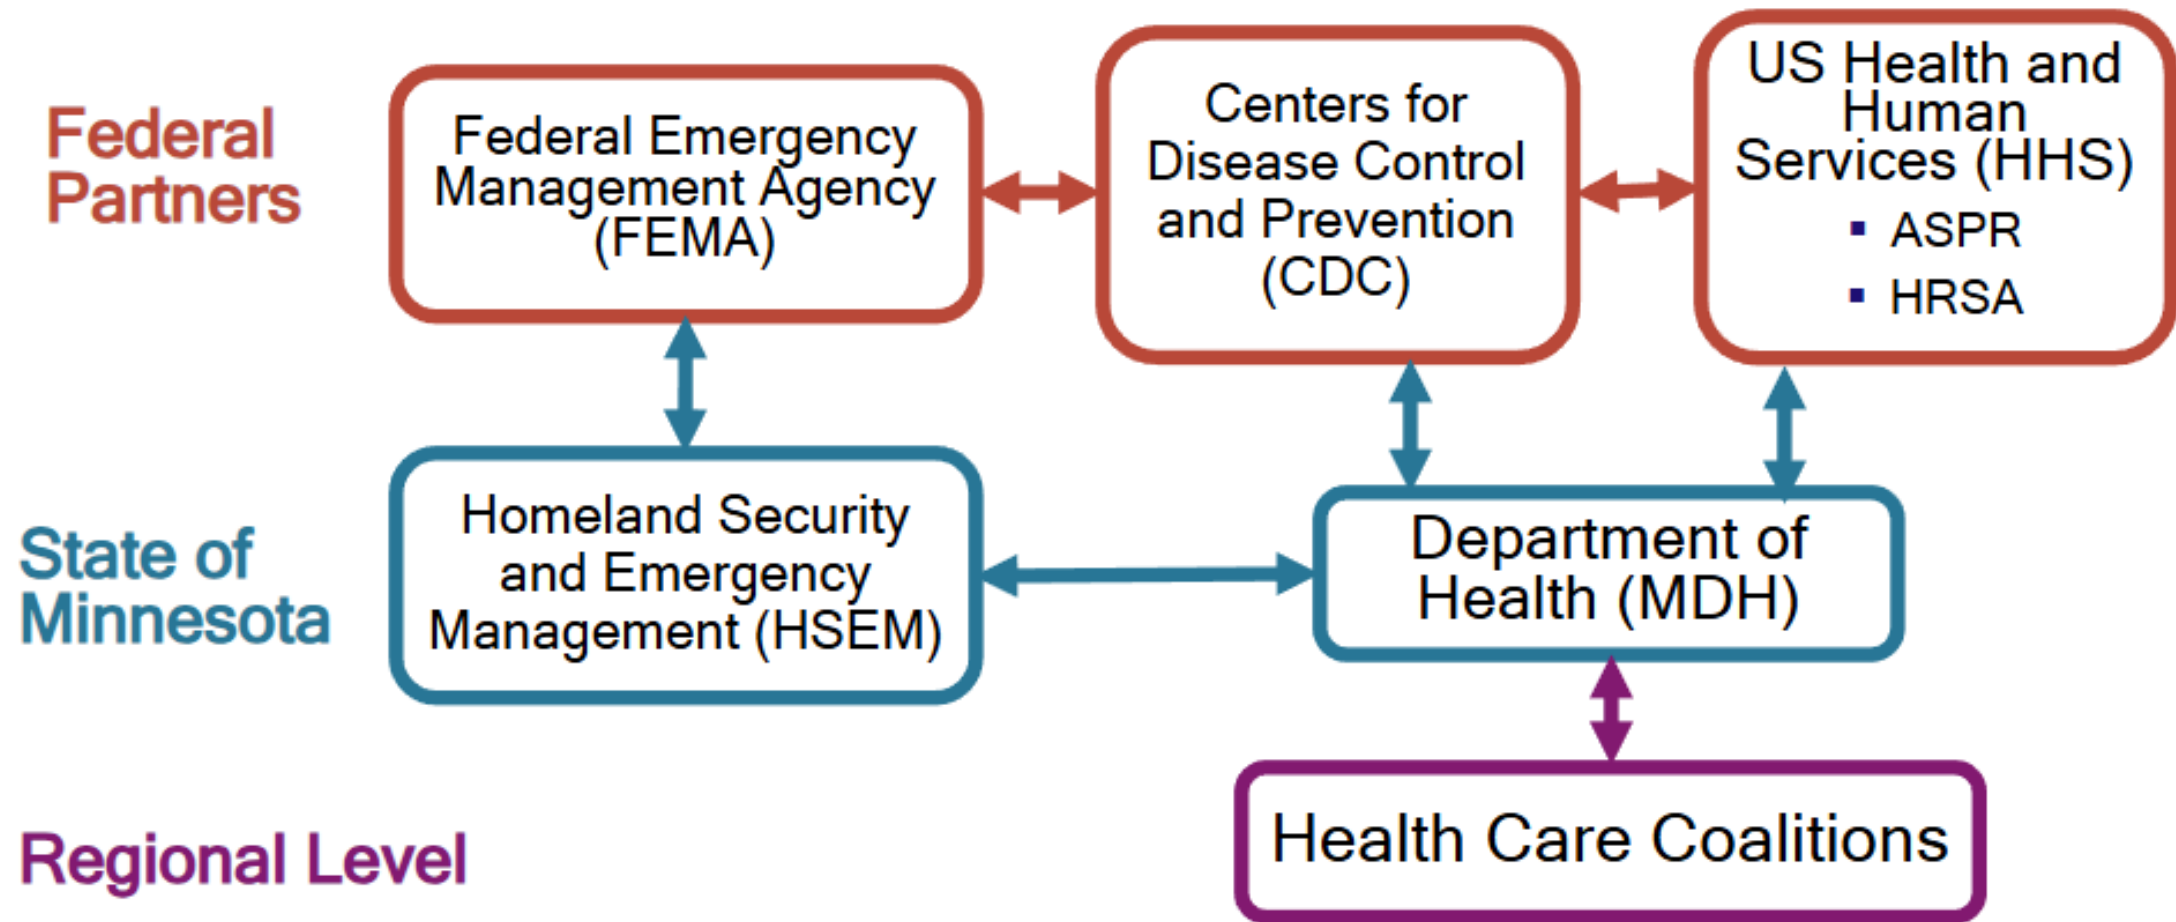 Federal
Partners
Federal Emergency
Management Agency
(FEMA)
Centers for
Disease Control
and Prevention
(CDC)
US Health and
Human
Services (HHS)
▪ ASPR
▪ HRSA
State of
Minnesota
Homeland Security
and Emergency
Management (HSEM)
Department of
Health (MDH)
Regional Level
Health Care Coalitions